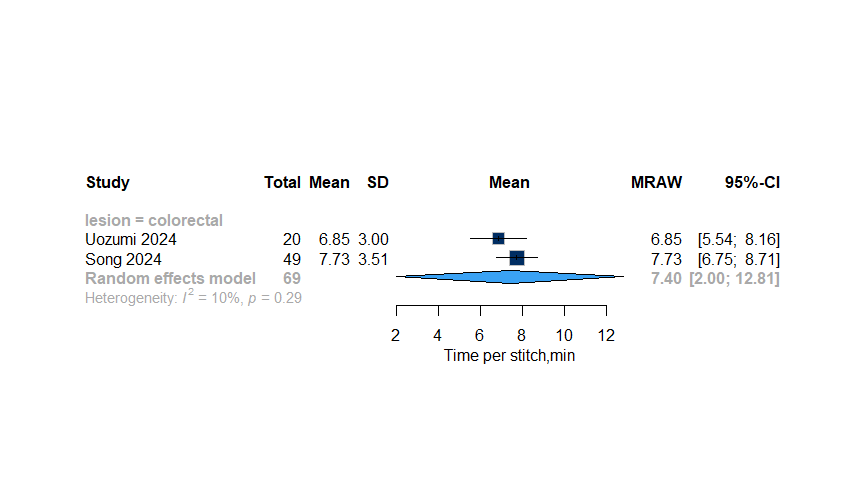 Study Total Mean SD Mean MRAW 95%-CI
lesion = colorectal
Uozumi 2024 20 6.85 3.00 6.85 [5.54; 8.16]
Song 2024 49 7.73 3.51 7.73 [6.75; 8.71]
Random effects model 69 7.40 [2.00; 12.81]
Heterogeneity: I² = 10%, p = 0.29
2 4 6 8 10 12
Time per stitch,min